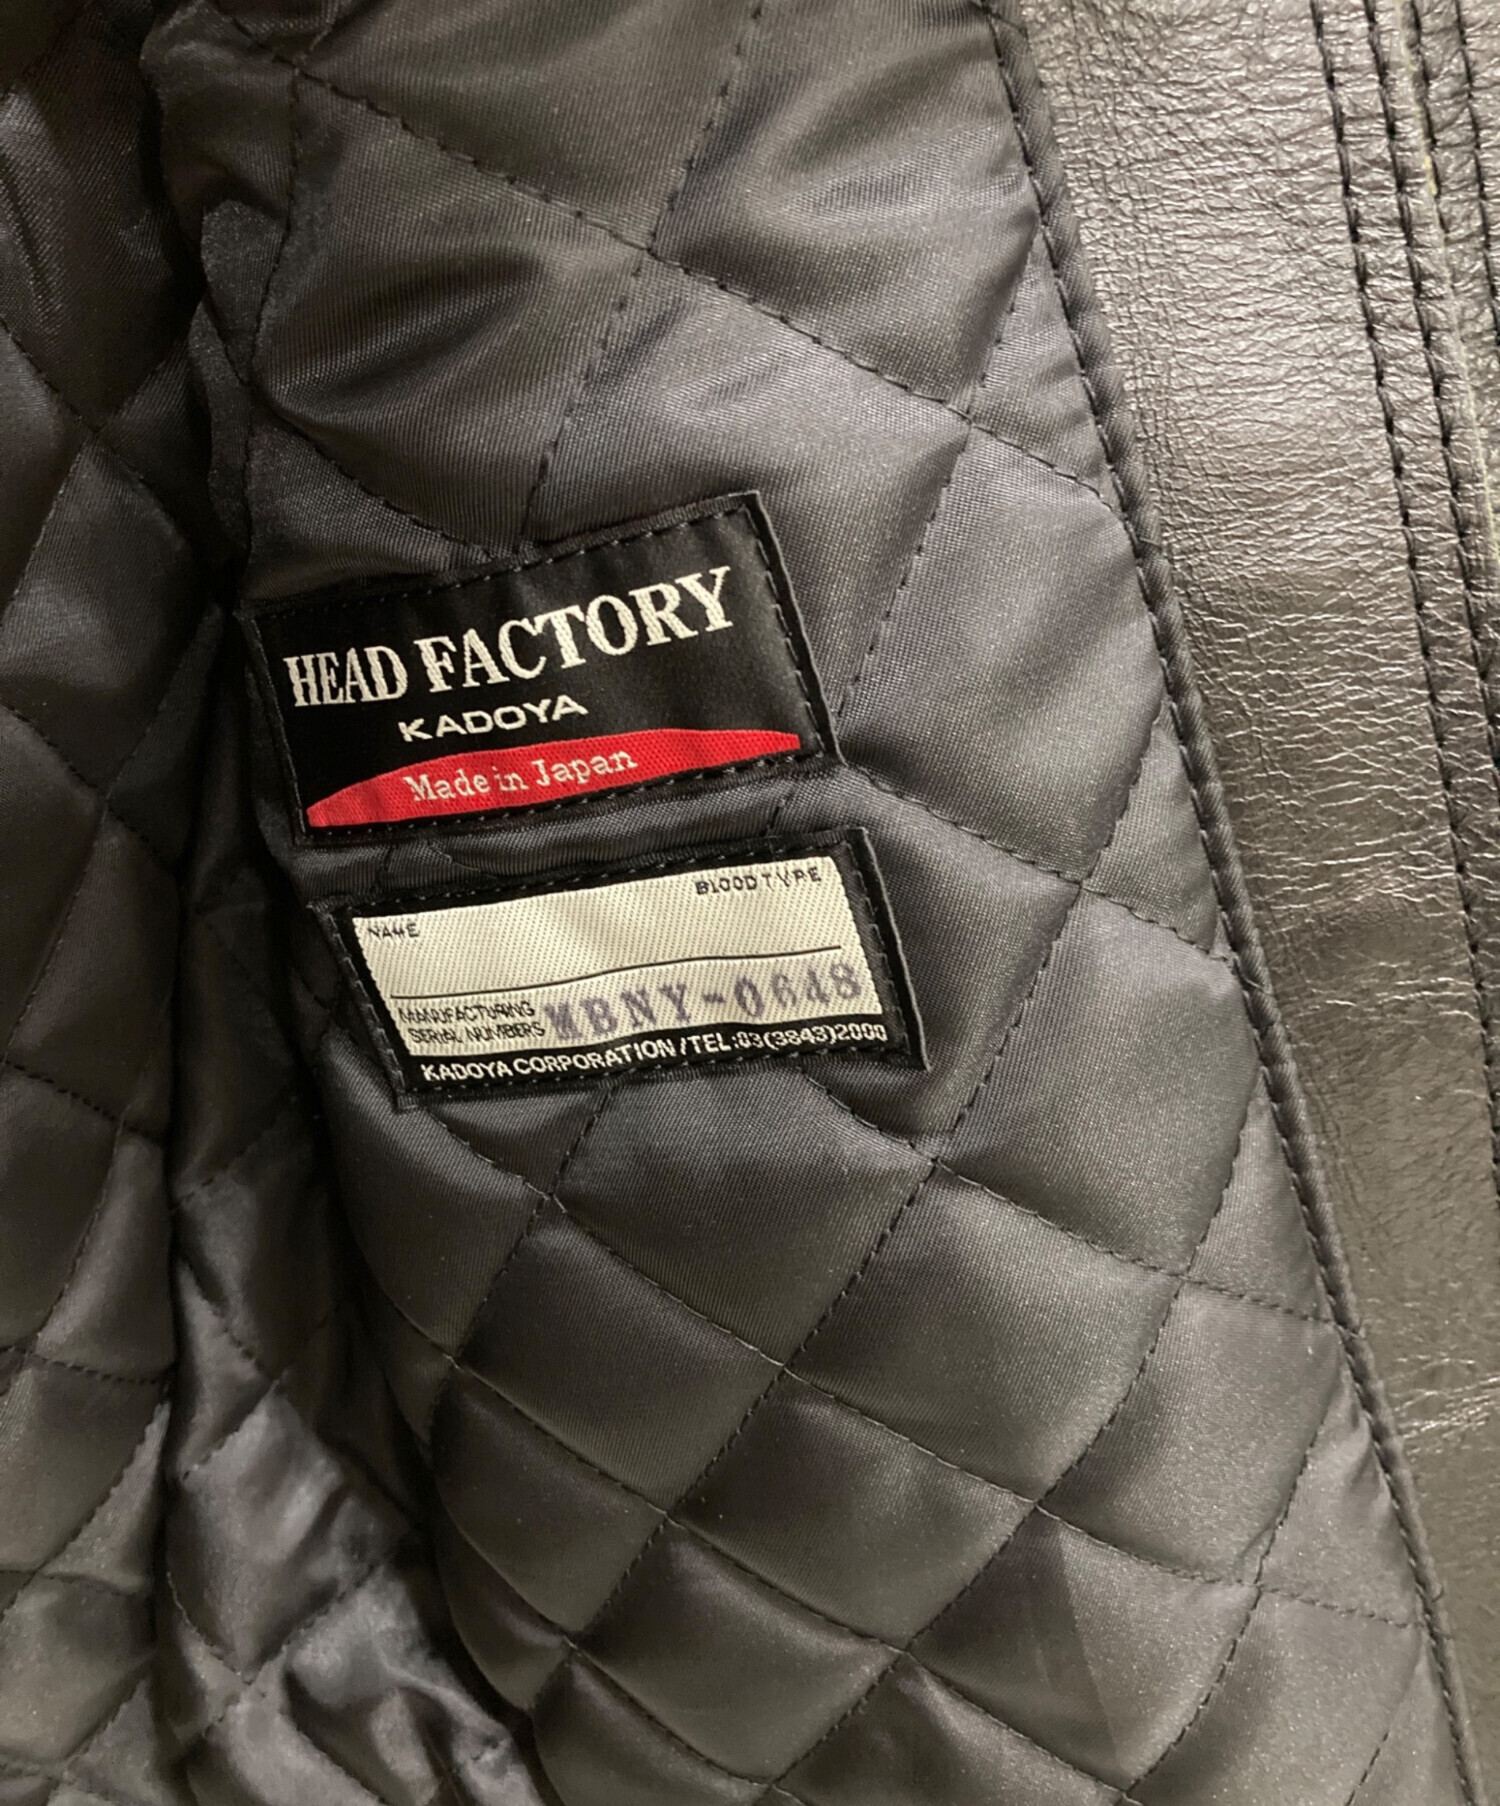 HEAD FACTORY
KADOYA
Made in Japan
BLOOD TYPE
NAME
MANUFACTURING
SERIAL NUMBERS MBNY-0648
KADOYA CORPORATION / TEL:03(3843)2000